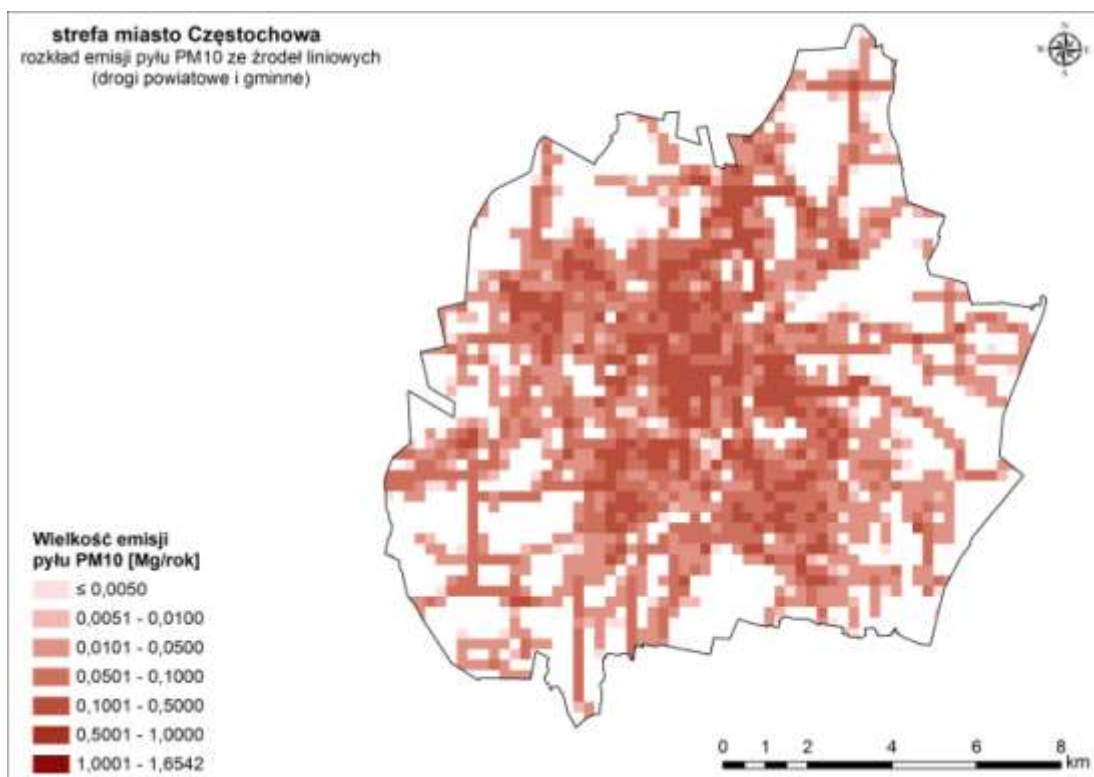 strefa miasto Częstochowa
rozkład emisji pyłu PM10 ze źrodeł liniowych
(drogi powiatowe i gminne)
N
W E
Wielkość emisji
pyłu PM10 [Mg/rok]
≤ 0,0050
0,0051 - 0,0100
0,0101 - 0,0500
0,0501 - 0,1000
0,1001 - 0,5000
0,5001 - 1,0000
1,0001 - 1,6542
0 1 2 4 6 8
km